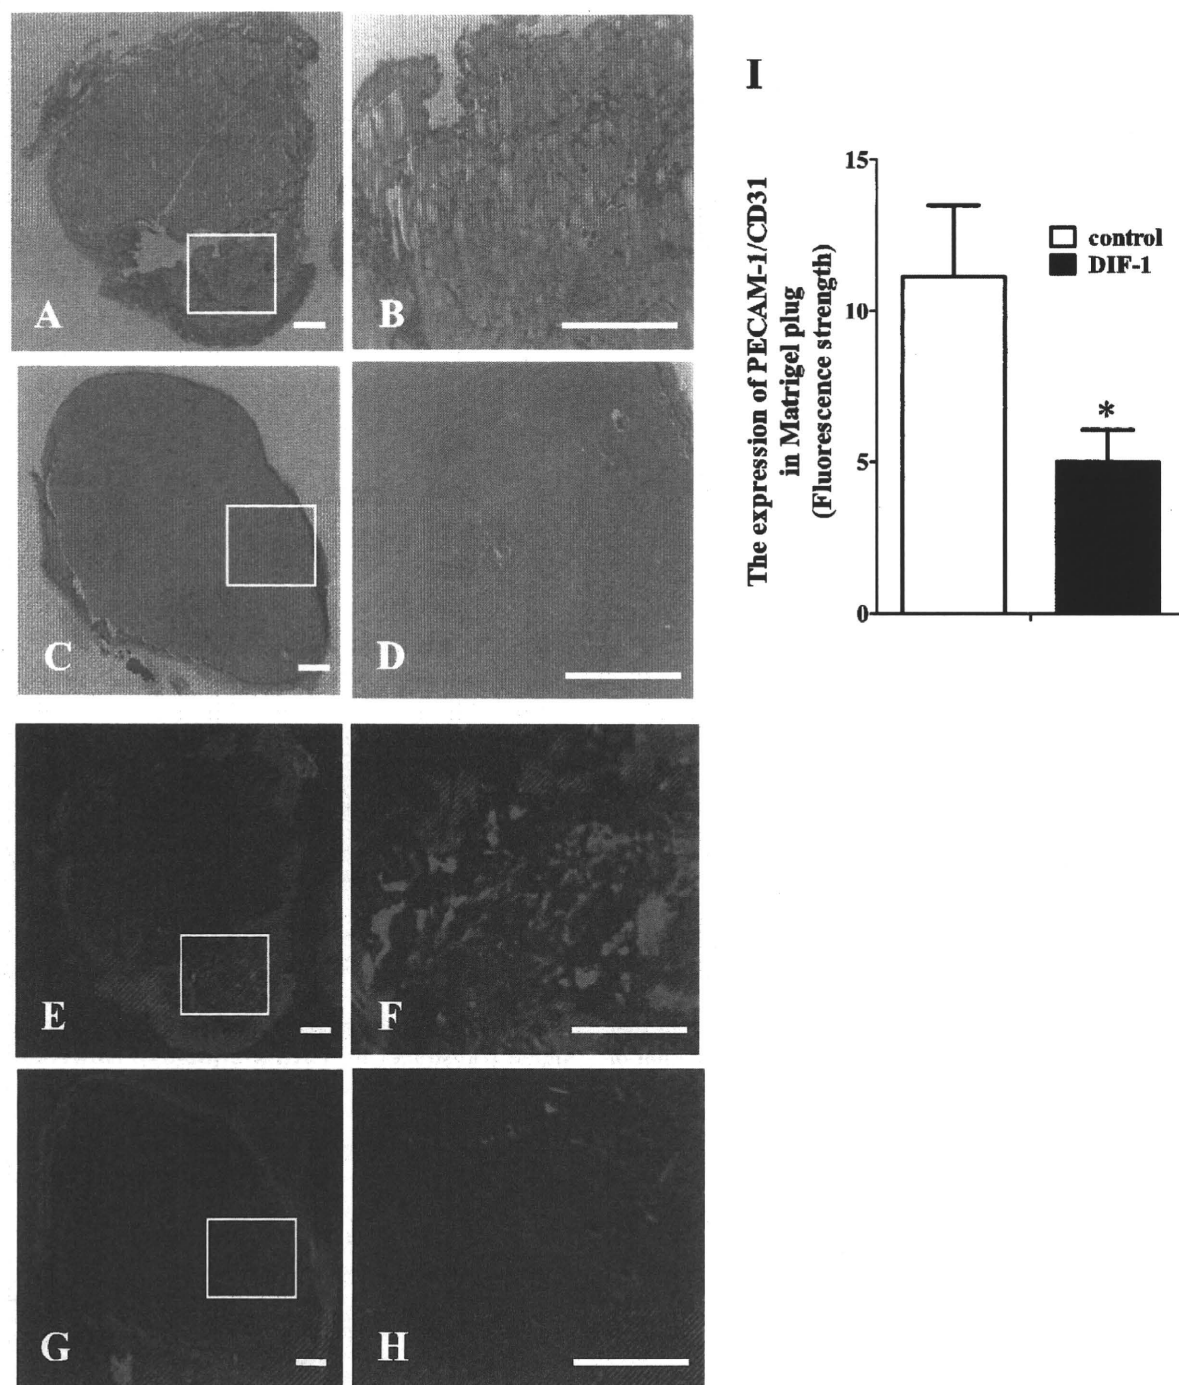 A
B
C
D
E
F
G
H
I
The expression of PECAM-1/CD31
in Matrigel plug
(Fluorescence strength)
15
10
5
0
*
control
DIF-1